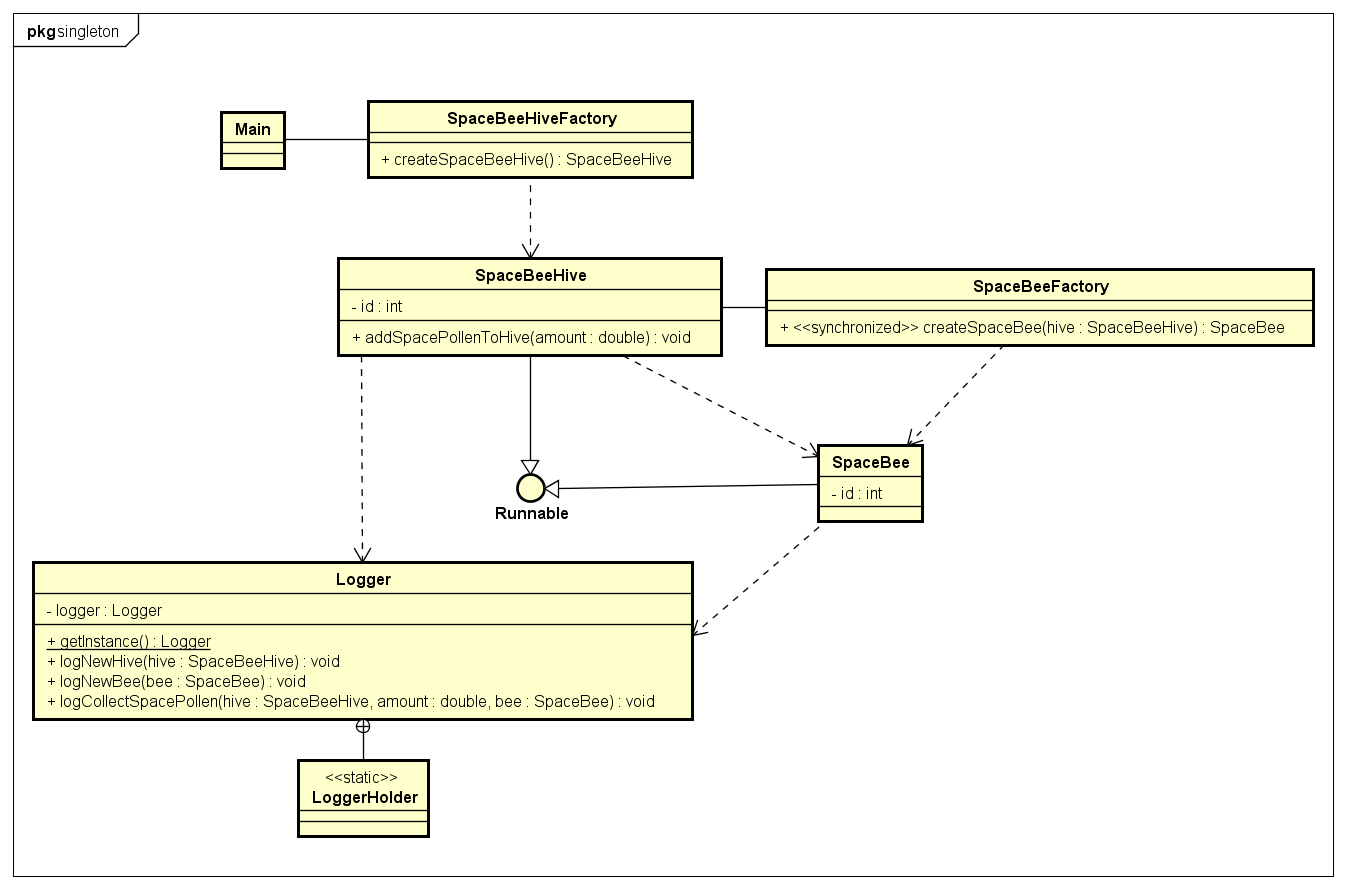 pkg singleton
Main
SpaceBeeHiveFactory
+ createSpaceBeeHive() : SpaceBeeHive
SpaceBeeHive
- id : int
+ addSpacePollenToHive(amount : double) : void
SpaceBeeFactory
+ <<synchronized>> createSpaceBee(hive : SpaceBeeHive) : SpaceBee
SpaceBee
- id : int
Runnable
Logger
- logger : Logger
+ getInstance() : Logger
+ logNewHive(hive : SpaceBeeHive) : void
+ logNewBee(bee : SpaceBee) : void
+ logCollectSpacePollen(hive : SpaceBeeHive, amount : double, bee : SpaceBee) : void
<<static>>
LoggerHolder